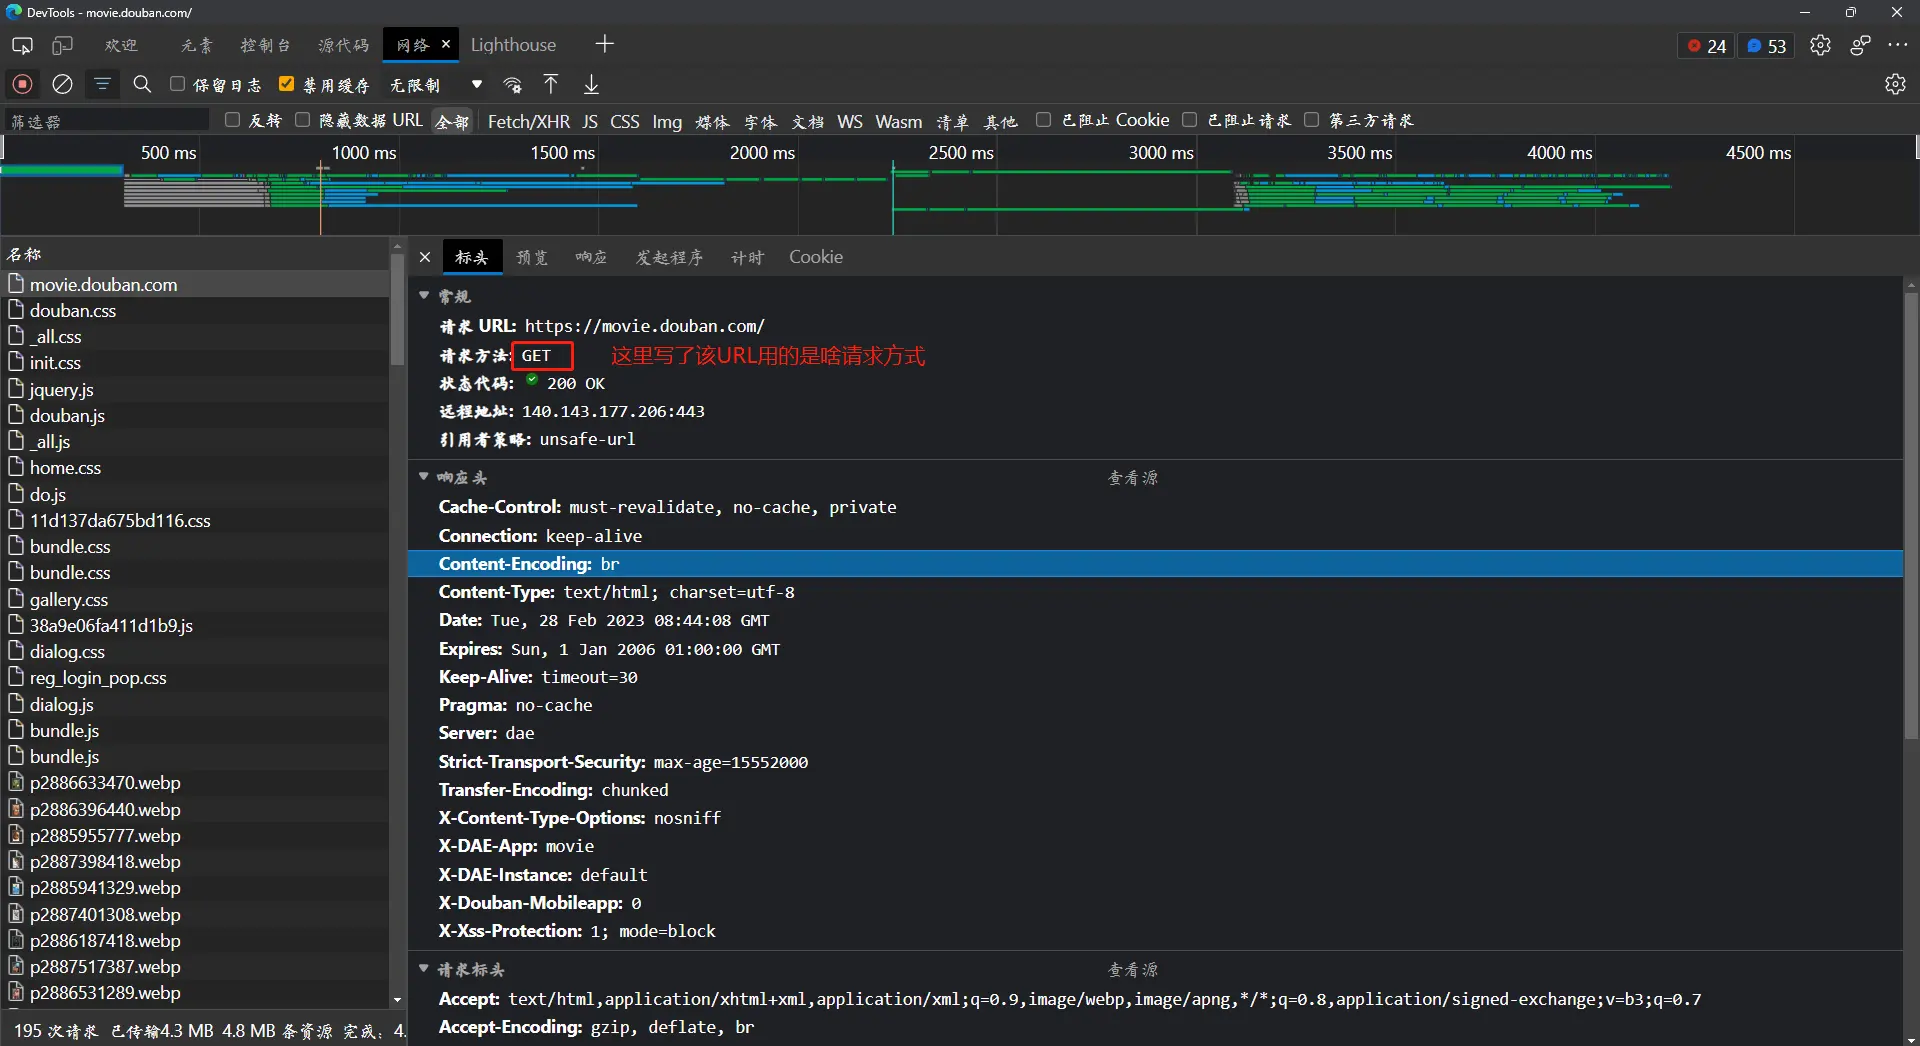 DevTools - movie.douban.com/
欢迎 元素 控制台 源代码 网络 Lighthouse 24 53
保留日志 禁用缓存 无限制
筛选器 反转 隐藏数据 URL 全部 Fetch/XHR JS CSS Img 媒体 字体 文档 WS Wasm 清单 其他 已阻止 Cookie 已阻止请求 第三方请求
500 ms 1000 ms 1500 ms 2000 ms 2500 ms 3000 ms 3500 ms 4000 ms 4500 ms
名称
movie.douban.com
douban.css
_all.css
init.css
jquery.js
douban.js
_all.js
home.css
do.js
11d137da675bd116.css
bundle.css
bundle.css
gallery.css
38a9e06fa411d1b9.js
dialog.css
reg_login_pop.css
dialog.js
bundle.js
bundle.js
p2886633470.webp
p2886396440.webp
p2885955777.webp
p2887398418.webp
p2885941329.webp
p2887401308.webp
p2886187418.webp
p2887517387.webp
p2886531289.webp
195 次请求 已传输4.3 MB 4.8 MB 条资源 完成: 4.
标头 预览 响应 发起程序 计时 Cookie
常规
请求 URL: https://movie.douban.com/
请求方法: GET 这里写了该URL用的是啥请求方式
状态代码: 200 OK
远程地址: 140.143.177.206:443
引用者策略: unsafe-url
响应头 查看源
Cache-Control: must-revalidate, no-cache, private
Connection: keep-alive
Content-Encoding: br
Content-Type: text/html; charset=utf-8
Date: Tue, 28 Feb 2023 08:44:08 GMT
Expires: Sun, 1 Jan 2006 01:00:00 GMT
Keep-Alive: timeout=30
Pragma: no-cache
Server: dae
Strict-Transport-Security: max-age=15552000
Transfer-Encoding: chunked
X-Content-Type-Options: nosniff
X-DAE-App: movie
X-DAE-Instance: default
X-Douban-Mobileapp: 0
X-Xss-Protection: 1; mode=block
请求标头 查看源
Accept: text/html,application/xhtml+xml,application/xml;q=0.9,image/webp,image/apng,*/*;q=0.8,application/signed-exchange;v=b3;q=0.7
Accept-Encoding: gzip, deflate, br